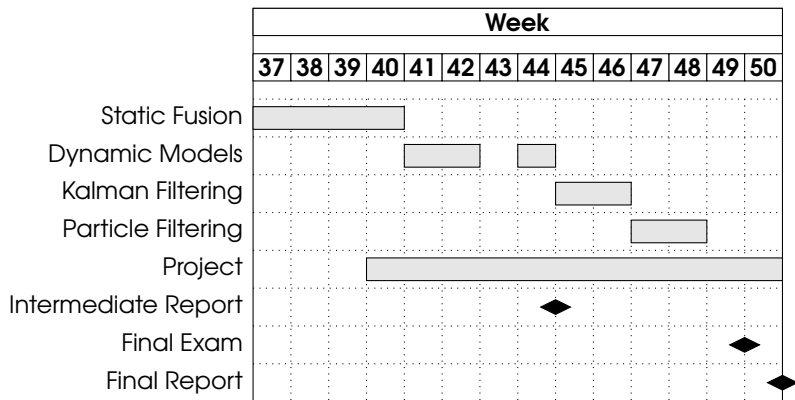 Week
37 38 39 40 41 42 43 44 45 46 47 48 49 50
Static Fusion
Dynamic Models
Kalman Filtering
Particle Filtering
Project
Intermediate Report
Final Exam
Final Report